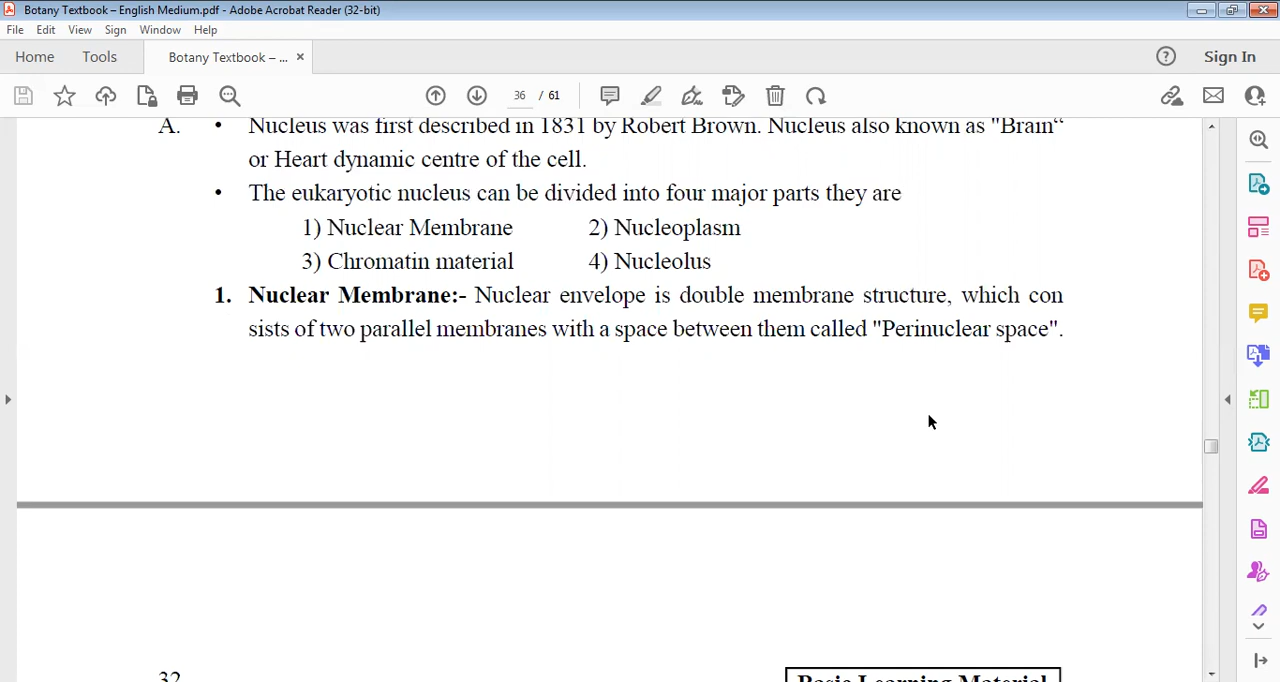 Botany Textbook – English Medium.pdf - Adobe Acrobat Reader (32-bit)
File Edit View Sign Window Help
Home Tools Botany Textbook – ... × Sign In
36 / 61
A. • Nucleus was first described in 1831 by Robert Brown. Nucleus also known as "Brain“
or Heart dynamic centre of the cell.
• The eukaryotic nucleus can be divided into four major parts they are
1) Nuclear Membrane 2) Nucleoplasm
3) Chromatin material 4) Nucleolus
1. Nuclear Membrane:- Nuclear envelope is double membrane structure, which con
sists of two parallel membranes with a space between them called "Perinuclear space".
32
Basic Learning Material